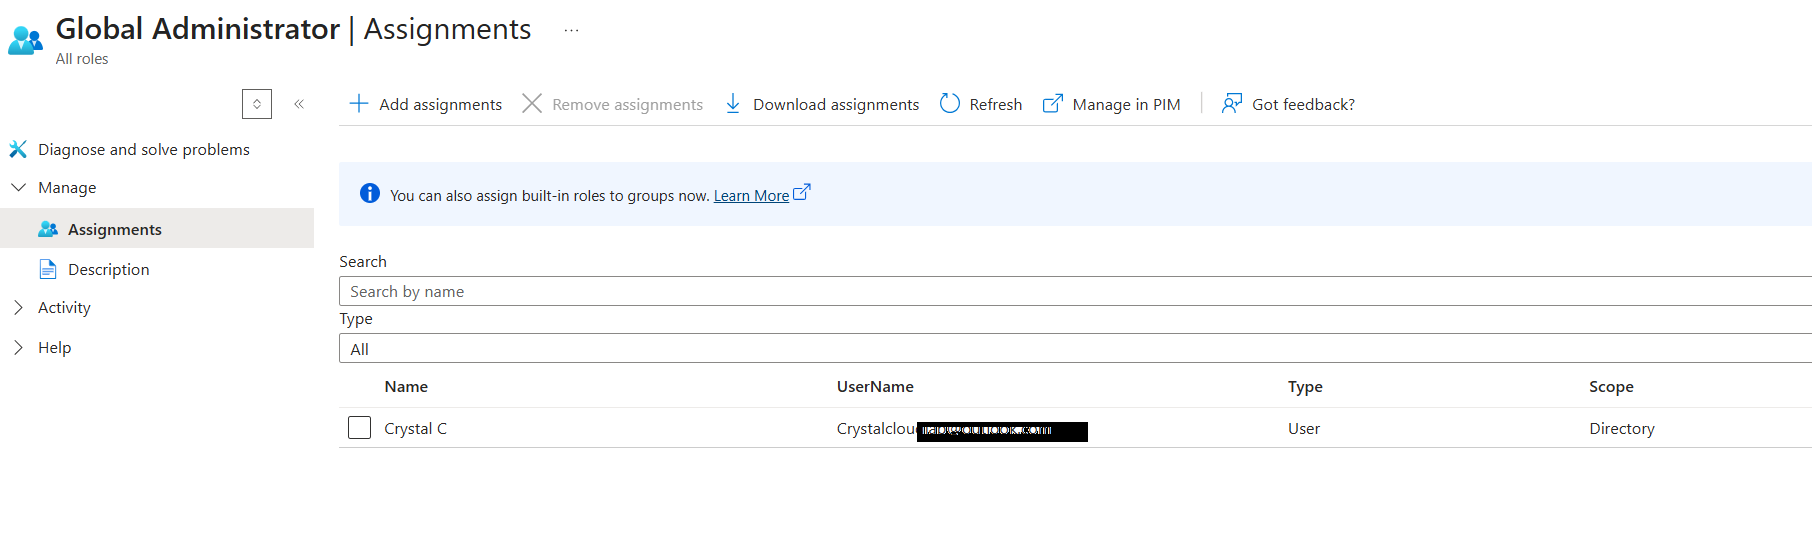 Global Administrator | Assignments ...
All roles
Add assignments Remove assignments Download assignments Refresh Manage in PIM Got feedback?
Diagnose and solve problems
Manage
Assignments
Description
Activity
Help
You can also assign built-in roles to groups now. Learn More
Search
Search by name
Type
All
Name UserName Type Scope
Crystal C Crystalclou User Directory